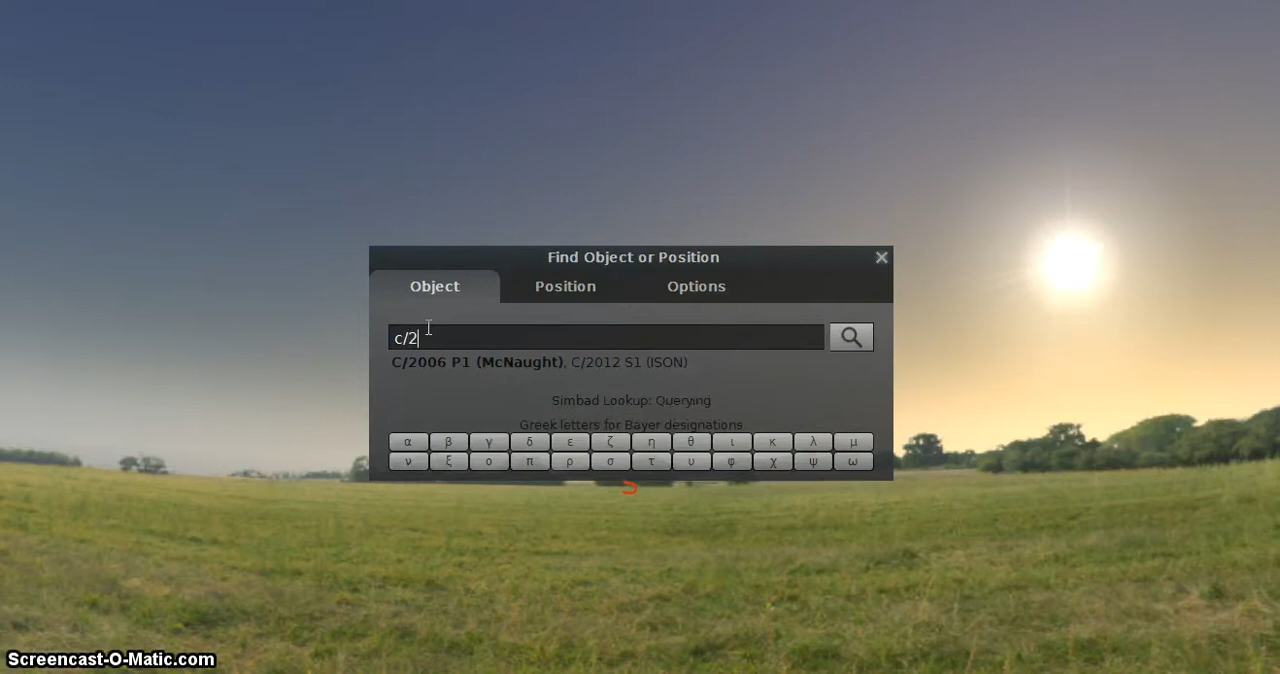 Find Object or Position
Object Position Options
c/2
C/2006 P1 (McNaught), C/2012 S1 (ISON)
Simbad Lookup: Querying
Greek letters for Bayer designations
α β γ δ ε ζ η θ ι κ λ μ
ν ξ ο π ρ σ τ υ φ χ ψ ω
Screencast-O-Matic.com